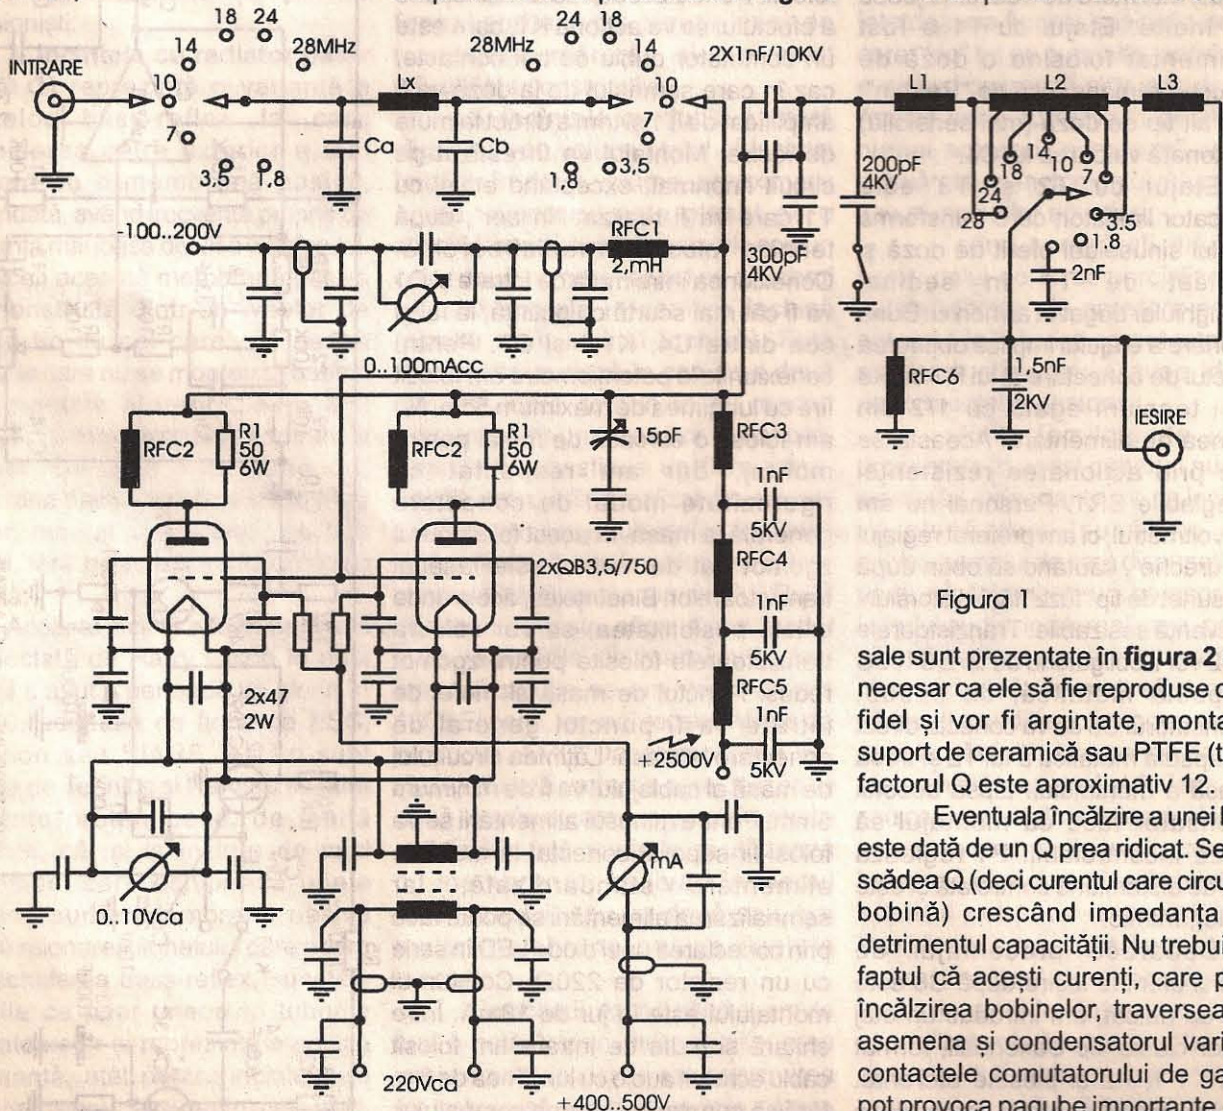 18 24
24 18
14
28MHz
28MHz
14
2X1nF/10KV
INTRARE
10
Lx
10
L1
L2
L3
7
Ca
Cb
7
3,5 1,8
1.8
3,5
200pF
4KV
14
10
18
7
24
28
3.5
1.8
-100..200V
RFC1
2,mH
300pF
4KV
2nF
0..100mAcc
RFC6
,5nF
2KV
IESIRE
RFC2
R1
50
6W
RFC2
R1
50
6W
15pF
RFC3
1nF
5KV
2xQB3,5/750
RFC4
1nF
5KV
Figura 1
RFC5
1nF
5KV
2x47
2W
+2500V
sale sunt prezentate în figura 2
necesar ca ele să fie reproduse
fidel si vor fi argintate, monta
suport de ceramică sau PTFE (t
factorul Q este aproximativ 12.
Eventuala încălzire a unei
este dată de un Q prea ridicat. Se
scădea Q (deci curentul care circu
bobină) crescând impedanța
detrimentul capacității. Nu trebui
faptul că acești curenți, care p
încălzirea bobinelor, traversea
asemena si condensatorul vari
contactele comutatorului de ga
pot provoca pagube importante
mA
0..10Vca
220Vca
+400..500V